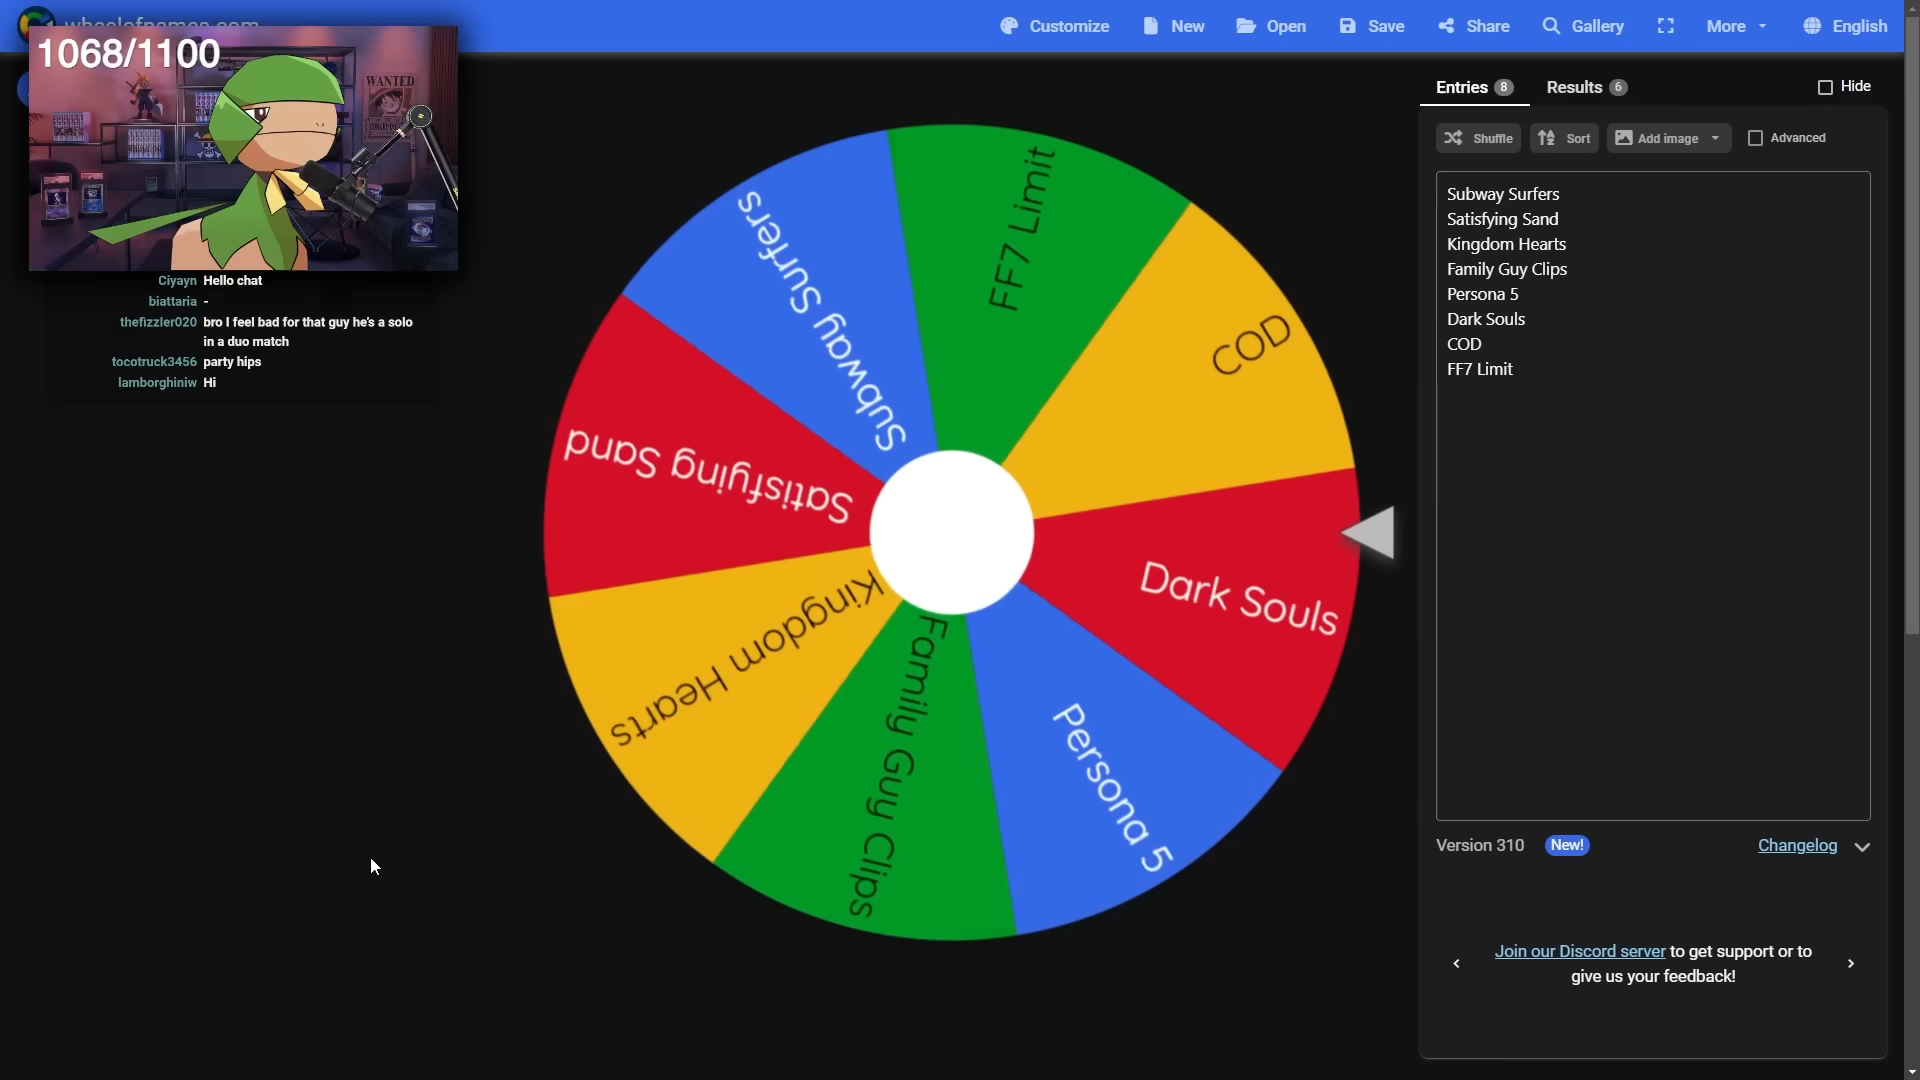 wheelofnames.com
Customize
New
Open
Save
Share
Gallery
More
English
1068/1100
WANTED
Ciyayn Hello chat
biattaria -
thefizzler020 bro I feel bad for that guy he's a solo
in a duo match
tocotruck3456 party hips
lamborghiniw Hi
FF7 Limit
COD
Dark Souls
Persona 5
Family Guy Clips
Kingdom Hearts
Satisfying Sand
Subway Surfers
Entries 8
Results 6
Hide
Shuffle
Sort
Add image
Advanced
Subway Surfers
Satisfying Sand
Kingdom Hearts
Family Guy Clips
Persona 5
Dark Souls
COD
FF7 Limit
Version 310 New! Changelog
Join our Discord server to get support or to
give us your feedback!